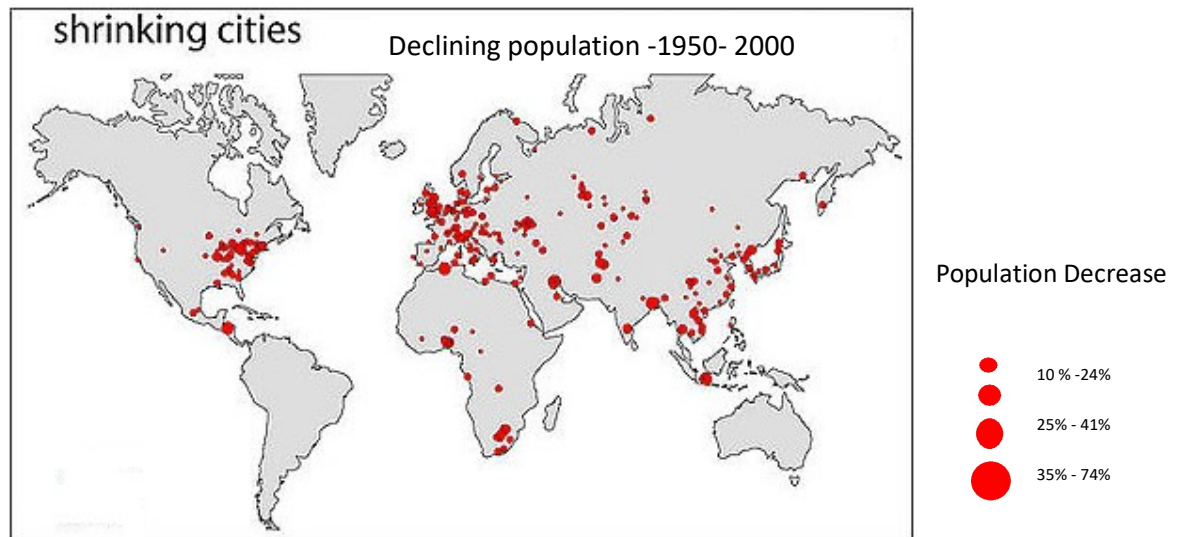 shrinking cities
Declining population -1950- 2000
Population Decrease
10 % -24%
25% - 41%
35% - 74%